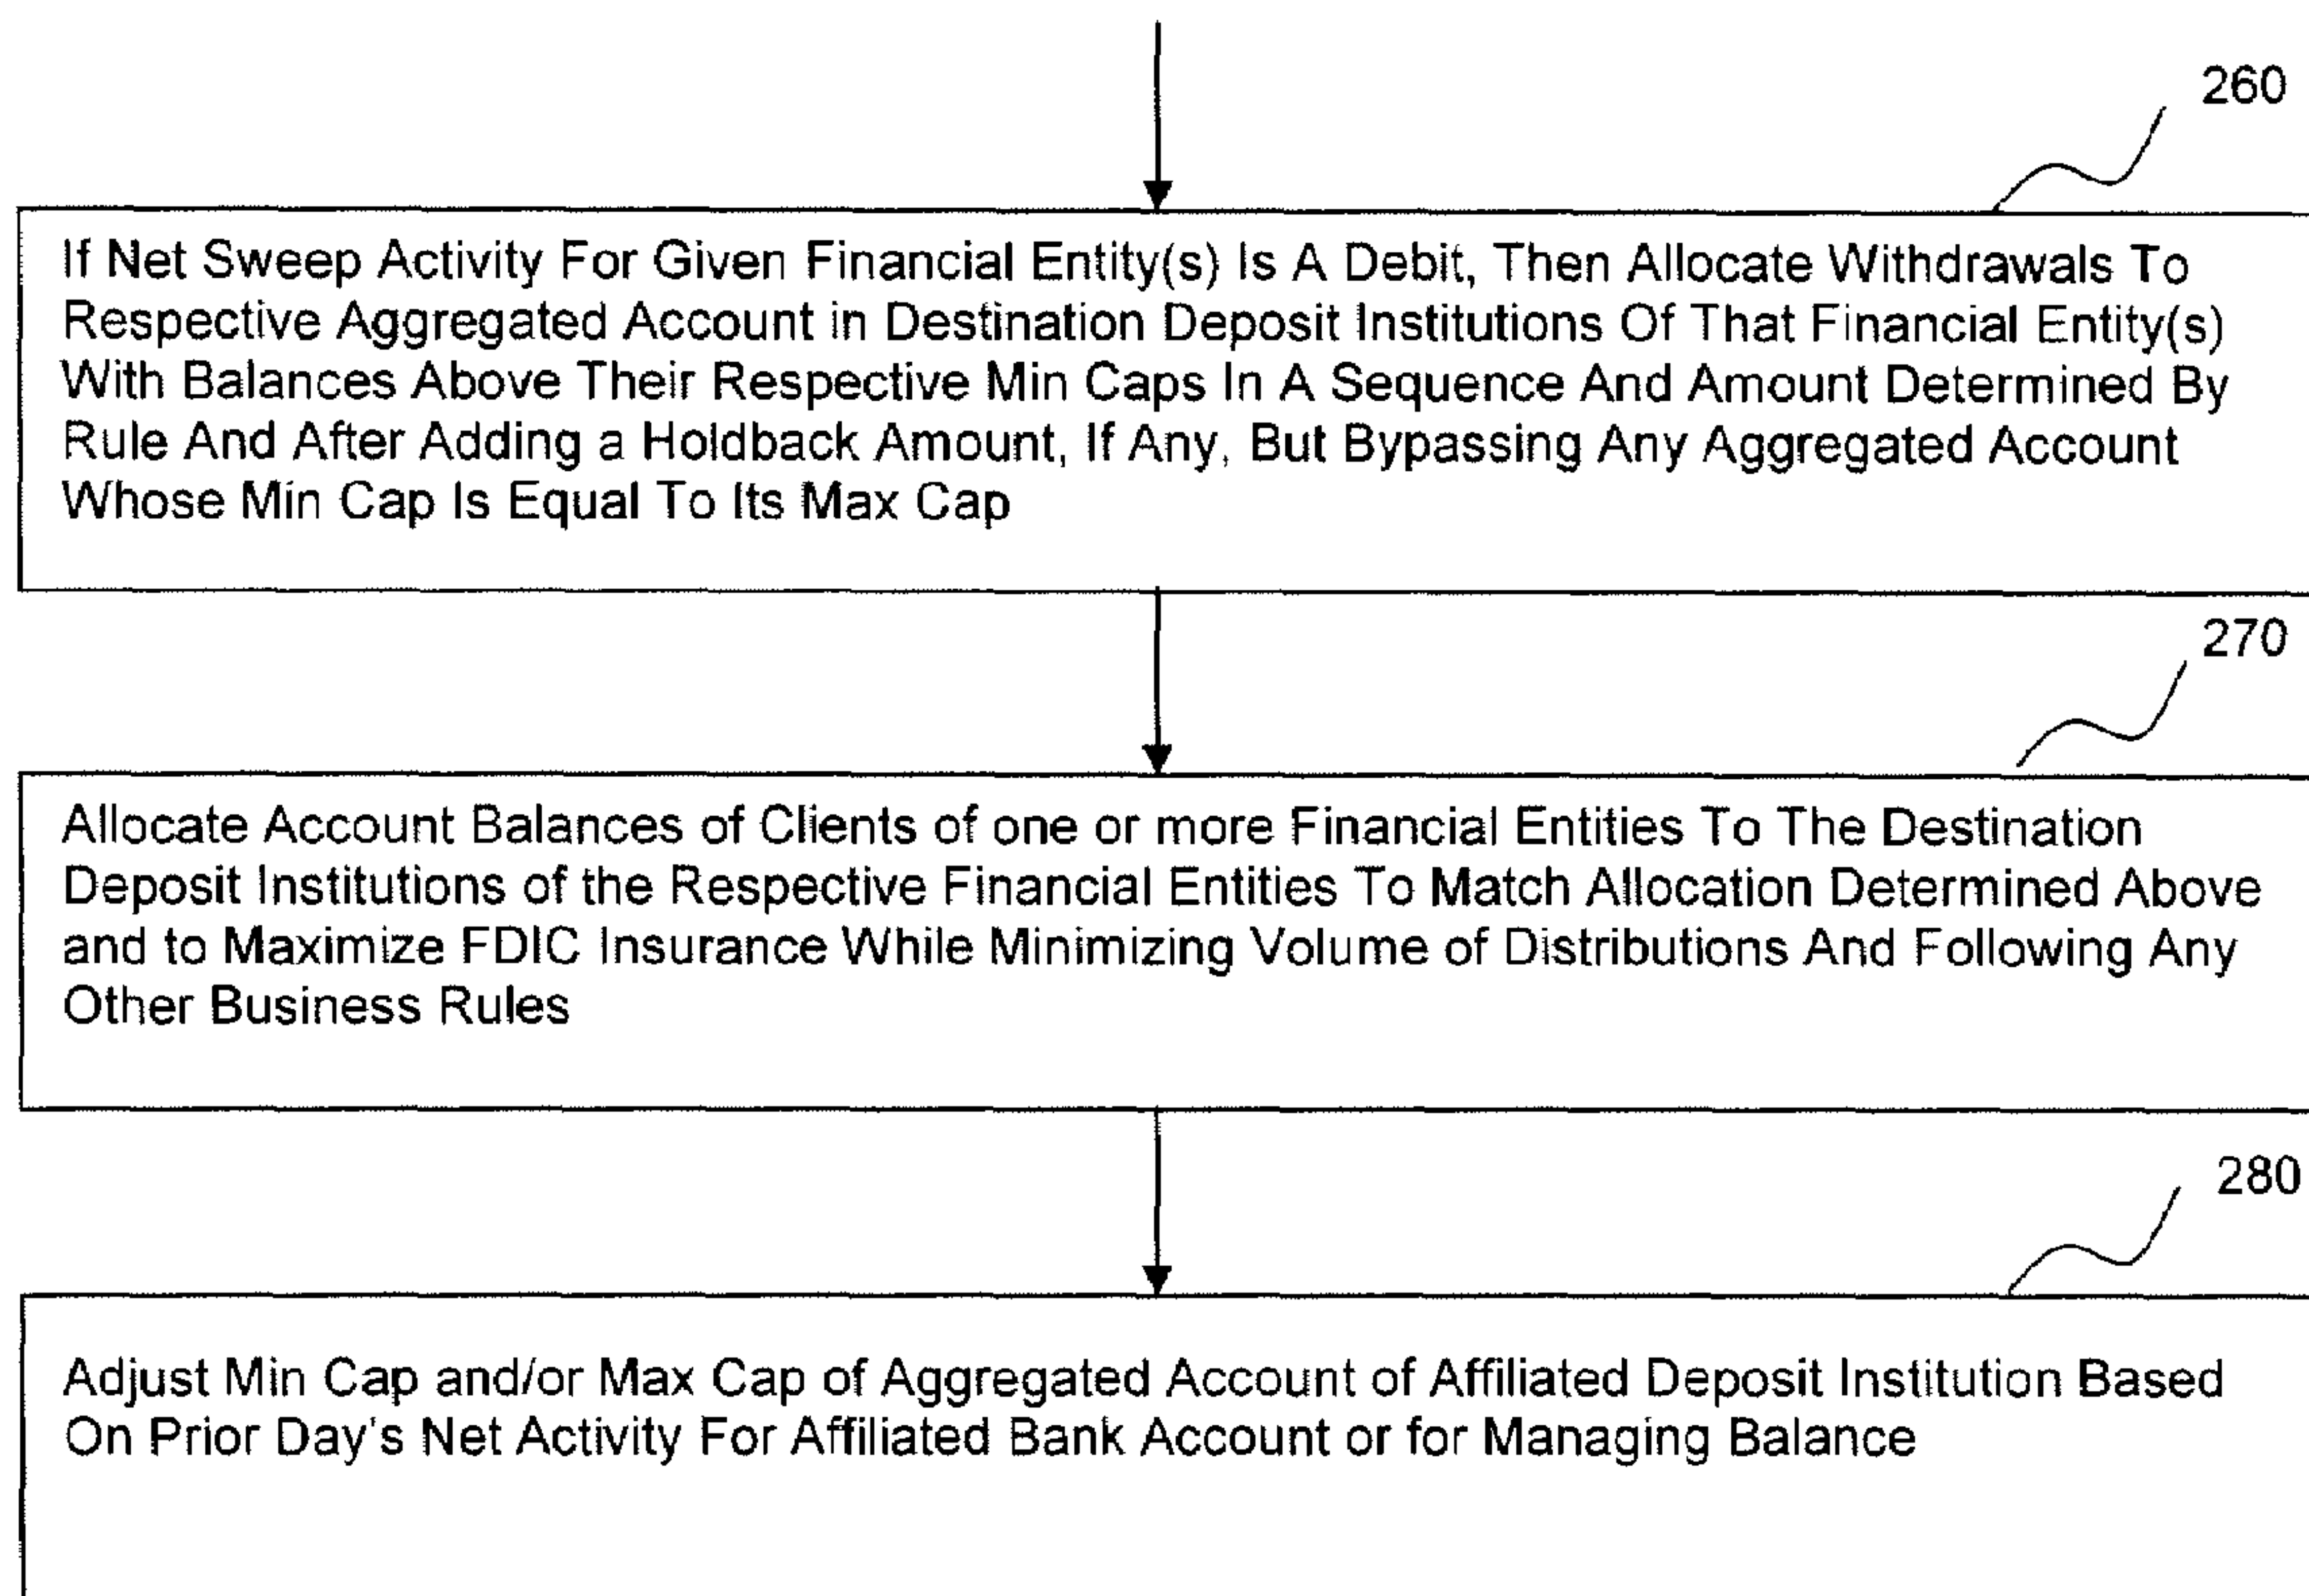 260
If Net Sweep Activity For Given Financial Entity(s) Is A Debit, Then Allocate Withdrawals To
Respective Aggregated Account in Destination Deposit Institutions Of That Financial Entity(s)
With Balances Above Their Respective Min Caps In A Sequence And Amount Determined By
Rule And After Adding a Holdback Amount, If Any, But Bypassing Any Aggregated Account
Whose Min Cap Is Equal To Its Max Cap
270
Allocate Account Balances of Clients of one or more Financial Entities To The Destination
Deposit Institutions of the Respective Financial Entities To Match Allocation Determined Above
and to Maximize FDIC Insurance While Minimizing Volume of Distributions And Following Any
Other Business Rules
280
Adjust Min Cap and/or Max Cap of Aggregated Account of Affiliated Deposit Institution Based
On Prior Day's Net Activity For Affiliated Bank Account or for Managing Balance